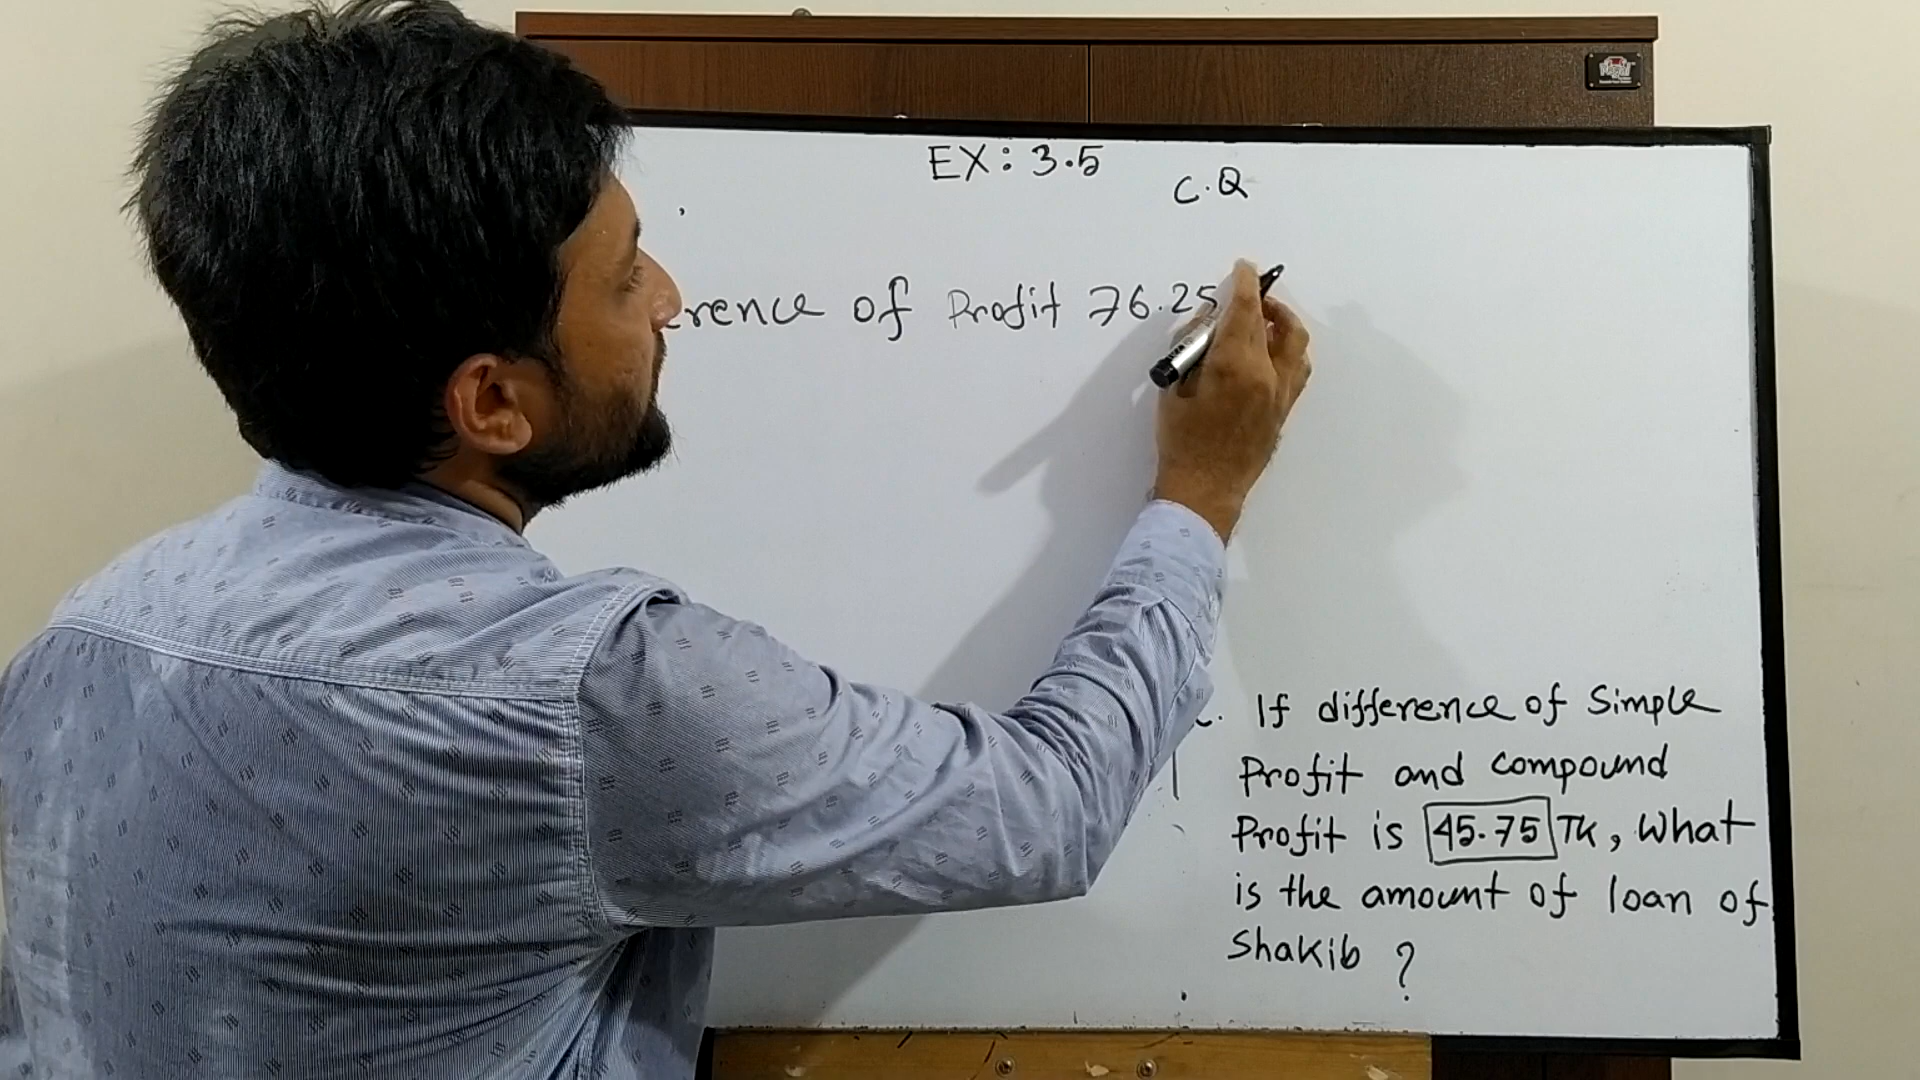 EX: 3.5
C.Q
rence of Profit 76.25
c. If difference of Simple
Profit and compound
Profit is 45.75 TK, What
is the amount of loan of
Shakib ?